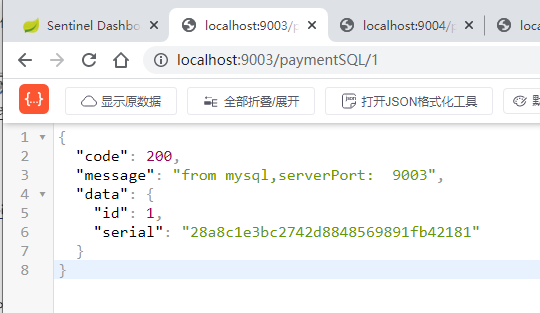 Sentinel Dashbo
localhost:9003/p
localhost:9004/p
loca
localhost:9003/paymentSQL/1
{...} 显示原数据 全部折叠/展开 打开JSON格式化工具 默
1 {
2 "code": 200,
3 "message": "from mysql,serverPort:  9003",
4 "data": {
5 "id": 1,
6 "serial": "28a8c1e3bc2742d8848569891fb42181"
7 }
8 }